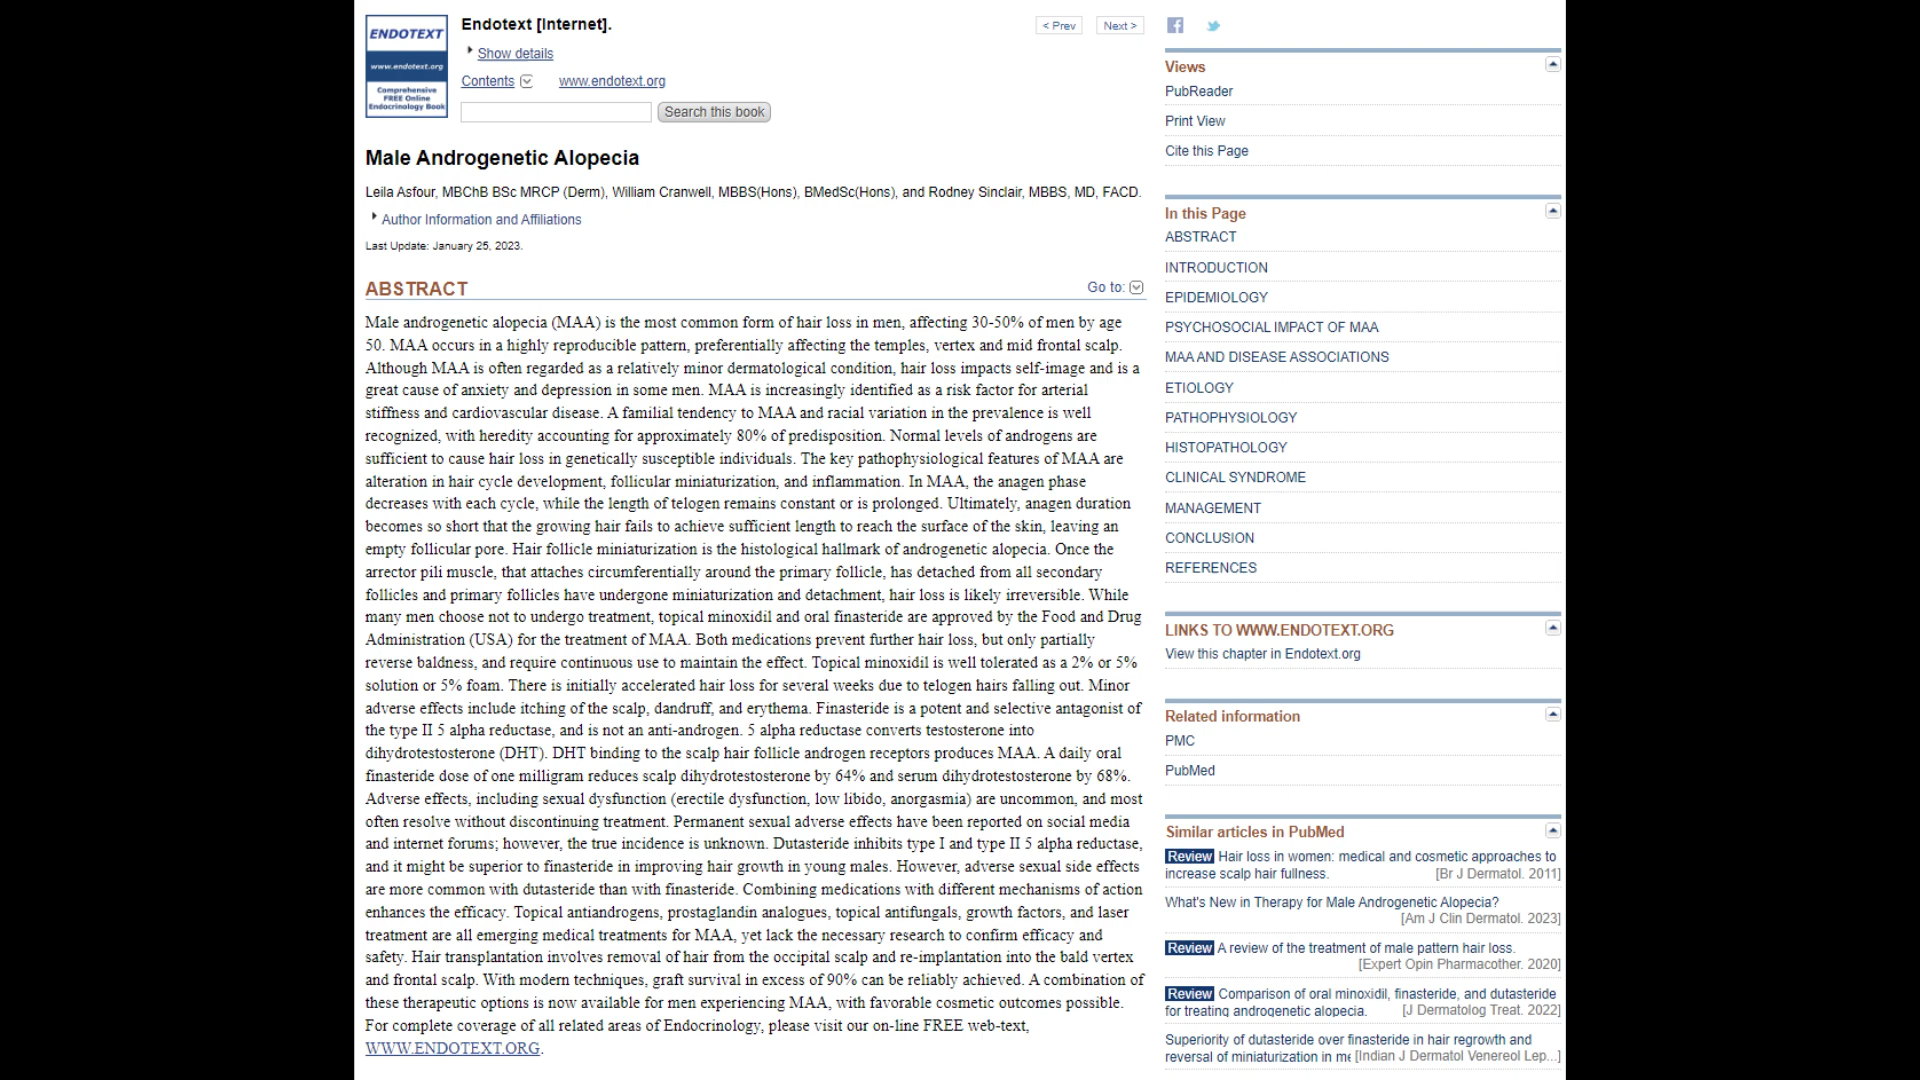 ENDOTEXT
www.endotext.org
Comprehensive
FREE Online
Endocrinology Book
Endotext [Internet].
Show details
Contents
www.endotext.org
Search this book
< Prev
Next >
Male Androgenetic Alopecia
Leila Asfour, MBChB BSc MRCP (Derm), William Cranwell, MBBS(Hons), BMedSc(Hons), and Rodney Sinclair, MBBS, MD, FACD.
Author Information and Affiliations
Last Update: January 25, 2023.
ABSTRACT
Go to:
Male androgenetic alopecia (MAA) is the most common form of hair loss in men, affecting 30-50% of men by age
50. MAA occurs in a highly reproducible pattern, preferentially affecting the temples, vertex and mid frontal scalp.
Although MAA is often regarded as a relatively minor dermatological condition, hair loss impacts self-image and is a
great cause of anxiety and depression in some men. MAA is increasingly identified as a risk factor for arterial
stiffness and cardiovascular disease. A familial tendency to MAA and racial variation in the prevalence is well
recognized, with heredity accounting for approximately 80% of predisposition. Normal levels of androgens are
sufficient to cause hair loss in genetically susceptible individuals. The key pathophysiological features of MAA are
alteration in hair cycle development, follicular miniaturization, and inflammation. In MAA, the anagen phase
decreases with each cycle, while the length of telogen remains constant or is prolonged. Ultimately, anagen duration
becomes so short that the growing hair fails to achieve sufficient length to reach the surface of the skin, leaving an
empty follicular pore. Hair follicle miniaturization is the histological hallmark of androgenetic alopecia. Once the
arrector pili muscle, that attaches circumferentially around the primary follicle, has detached from all secondary
follicles and primary follicles have undergone miniaturization and detachment, hair loss is likely irreversible. While
many men choose not to undergo treatment, topical minoxidil and oral finasteride are approved by the Food and Drug
Administration (USA) for the treatment of MAA. Both medications prevent further hair loss, but only partially
reverse baldness, and require continuous use to maintain the effect. Topical minoxidil is well tolerated as a 2% or 5%
solution or 5% foam. There is initially accelerated hair loss for several weeks due to telogen hairs falling out. Minor
adverse effects include itching of the scalp, dandruff, and erythema. Finasteride is a potent and selective antagonist of
the type II 5 alpha reductase, and is not an anti-androgen. 5 alpha reductase converts testosterone into
dihydrotestosterone (DHT). DHT binding to the scalp hair follicle androgen receptors produces MAA. A daily oral
finasteride dose of one milligram reduces scalp dihydrotestosterone by 64% and serum dihydrotestosterone by 68%.
Adverse effects, including sexual dysfunction (erectile dysfunction, low libido, anorgasmia) are uncommon, and most
often resolve without discontinuing treatment. Permanent sexual adverse effects have been reported on social media
and internet forums; however, the true incidence is unknown. Dutasteride inhibits type I and type II 5 alpha reductase,
and it might be superior to finasteride in improving hair growth in young males. However, adverse sexual side effects
are more common with dutasteride than with finasteride. Combining medications with different mechanisms of action
enhances the efficacy. Topical antiandrogens, prostaglandin analogues, topical antifungals, growth factors, and laser
treatment are all emerging medical treatments for MAA, yet lack the necessary research to confirm efficacy and
safety. Hair transplantation involves removal of hair from the occipital scalp and re-implantation into the bald vertex
and frontal scalp. With modern techniques, graft survival in excess of 90% can be reliably achieved. A combination of
these therapeutic options is now available for men experiencing MAA, with favorable cosmetic outcomes possible.
For complete coverage of all related areas of Endocrinology, please visit our on-line FREE web-text,
WWW.ENDOTEXT.ORG.
Views
PubReader
Print View
Cite this Page
In this Page
ABSTRACT
INTRODUCTION
EPIDEMIOLOGY
PSYCHOSOCIAL IMPACT OF MAA
MAA AND DISEASE ASSOCIATIONS
ETIOLOGY
PATHOPHYSIOLOGY
HISTOPATHOLOGY
CLINICAL SYNDROME
MANAGEMENT
CONCLUSION
REFERENCES
LINKS TO WWW.ENDOTEXT.ORG
View this chapter in Endotext.org
Related information
PMC
PubMed
Similar articles in PubMed
Review Hair loss in women: medical and cosmetic approaches to
increase scalp hair fullness. [Br J Dermatol. 2011]
What's New in Therapy for Male Androgenetic Alopecia?
[Am J Clin Dermatol. 2023]
Review A review of the treatment of male pattern hair loss.
[Expert Opin Pharmacother. 2020]
Review Comparison of oral minoxidil, finasteride, and dutasteride
for treating androgenetic alopecia. [J Dermatolog Treat. 2022]
Superiority of dutasteride over finasteride in hair regrowth and
reversal of miniaturization in me [Indian J Dermatol Venereol Lep...]